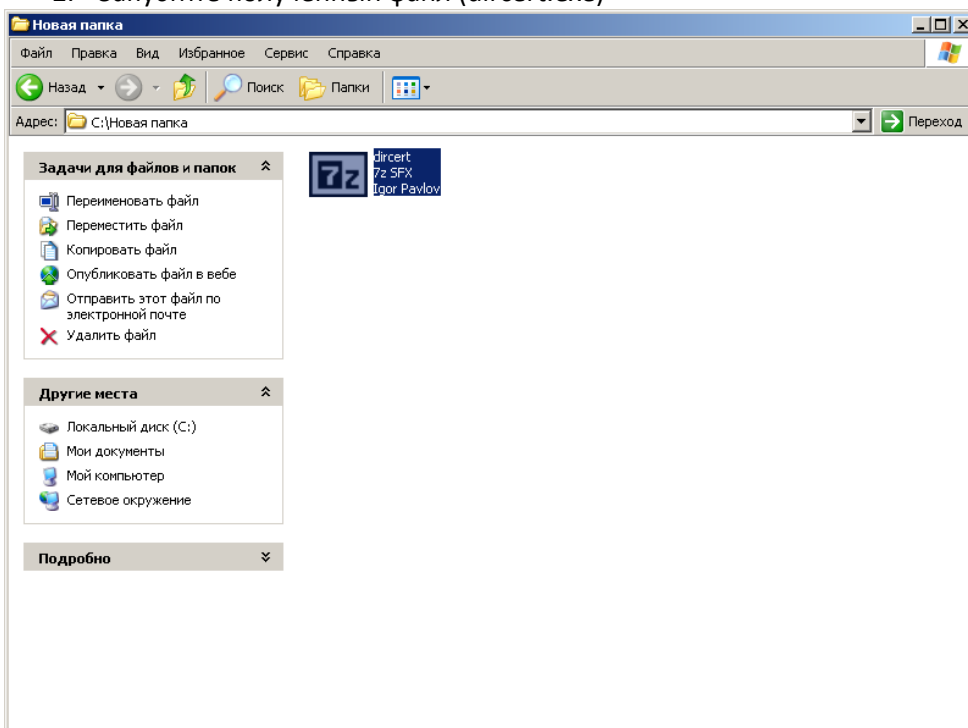 Запустите полученный файл (dircert.exe)
Новая папка
Файл Правка Вид Избранное Сервис Справка
Назад Поиск Папки
Адрес: C:\Новая папка Переход
Задачи для файлов и папок
Переименовать файл
Переместить файл
Копировать файл
Опубликовать файл в вебе
Отправить этот файл по
электронной почте
Удалить файл
Другие места
Локальный диск (C:)
Мои документы
Мой компьютер
Сетевое окружение
Подробно
7z
dircert
7z SFX
Igor Pavlov